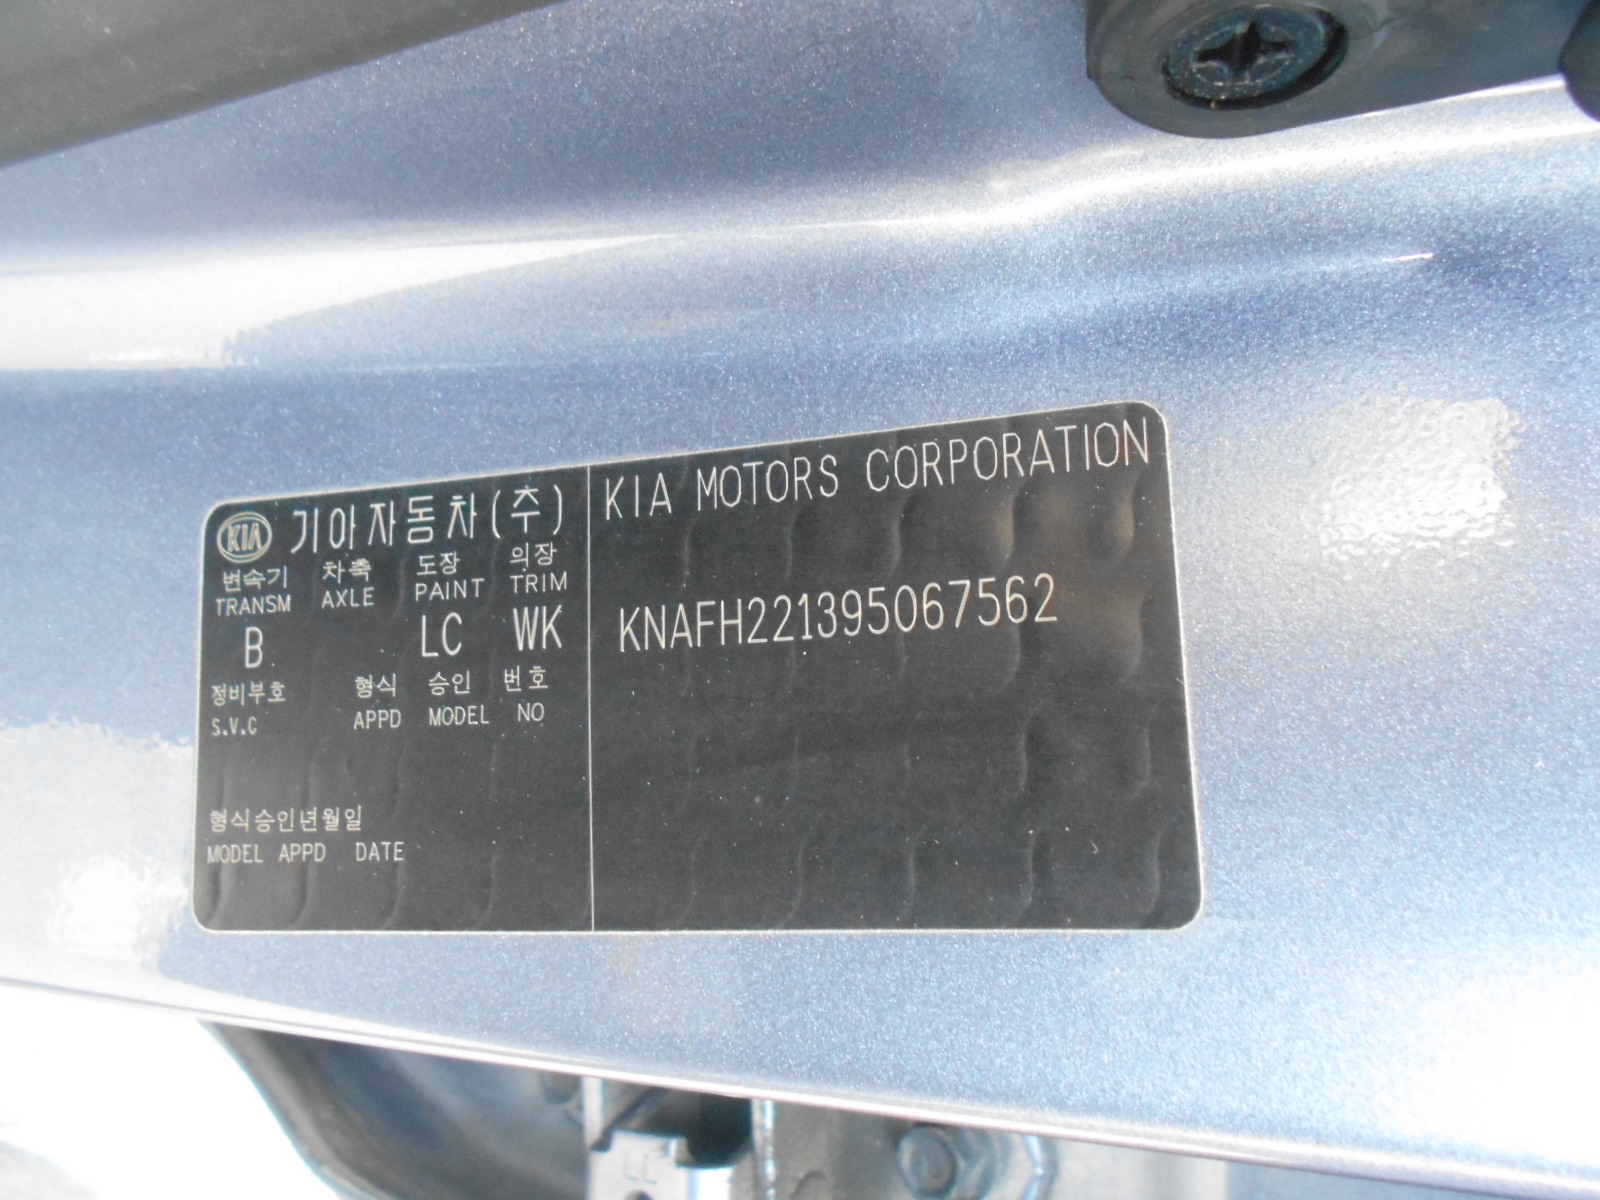 KIA 기아자동차(주)
변속기 차축 도장 의장
TRANSM AXLE PAINT TRIM
B LC WK
정비부호 형식 승인 번호
S.V.C APPD MODEL NO
형식승인년월일
MODEL APPD DATE
KIA MOTORS CORPORATION
KNAFH221395067562